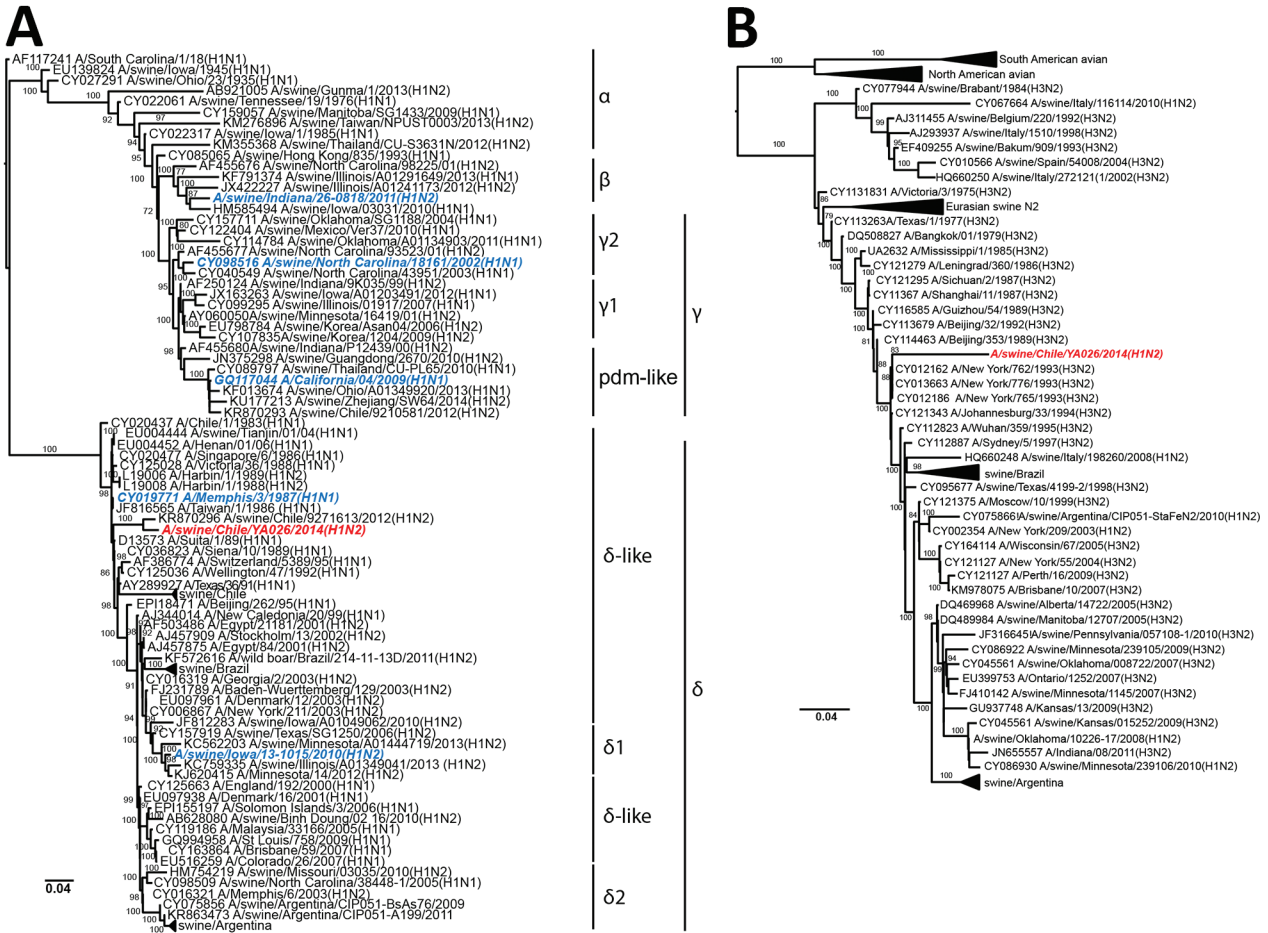 A
AF117241 A/South Carolina/1/18(H1N1)
EU139824 A/swine/Iowa/1945(H1N1)
CY027291 A/swine/Ohio/23/1935(H1N1)
AB921005 A/swine/Gunma/1/2013(H1N2)
CY022061 A/swine/Tennessee/19/1976(H1N1)
CY159057 A/swine/Manitoba/SG1433/2009(H1N1)
KM276896 A/swine/Taiwan/NPUST0003/2013(H1N2)
CY022317 A/swine/Iowa/1/1985(H1N1)
KM355368 A/swine/Thailand/CU-S3631N/2012(H1N2)
CY085065 A/swine/Hong Kong/835/1993(H1N1)
AF455676 A/swine/North Carolina/98225/01(H1N2)
KF791374 A/swine/Illinois/A01291649/2013(H1N1)
JX422227 A/swine/Illinois/A01241173/2012(H1N2)
A/swine/Indiana/26-0818/2011(H1N2)
HM585494 A/swine/Iowa/03031/2010(H1N1)
CY157711 A/swine/Oklahoma/SG1188/2004(H1N1)
CY122404 A/swine/Mexico/Ver37/2010(H1N1)
CY114784 A/swine/Oklahoma/A01134903/2011(H1N1)
AF455677 A/swine/North Carolina/93523/01(H1N2)
CY098516 A/swine/North Carolina/18161/2002(H1N1)
CY040549 A/swine/North Carolina/43951/2003(H1N1)
AF250124 A/swine/Indiana/9K035/99(H1N2)
JX163263 A/swine/Iowa/A01203491/2012(H1N1)
CY099295 A/swine/Illinois/01917/2007(H1N1)
AY060050A/swine/Minnesota/16419/01(H1N2)
EU798784 A/swine/Korea/Asan04/2006(H1N2)
CY107835A/swine/Korea/1204/2009(H1N1)
AF455680A/swine/Indiana/P12439/00(H1N2)
JN375298 A/swine/Guangdong/2670/2010(H1N1)
CY089797 A/swine/Thailand/CU-PL65/2010(H1N1)
GQ117044 A/California/04/2009(H1N1)
KF013674 A/swine/Ohio/A01349920/2013(H1N1)
KU177213 A/swine/Zhejiang/SW64/2014(H1N1)
KR870293 A/swine/Chile/9210581/2012(H1N2)
CY020437 A/Chile/1/1983(H1N1)
EU004444 A/swine/Tianjin/01/04(H1N1)
EU004452 A/Henan/01/06(H1N1)
CY020477 A/Singapore/6/1986(H1N1)
CY125028 A/Victoria/36/1988(H1N1)
L19006 A/Harbin/1/1989(H1N2)
L19008 A/Harbin/1/1988(H1N2)
CY019771 A/Memphis/3/1987(H1N1)
JF816565 A/Taiwan/1/1986 (H1N1)
KR870296 A/swine/Chile/9271613/2012(H1N2)
A/swine/Chile/YA026/2014(H1N2)
D13573 A/Suita/1/89(H1N1)
CY036823 A/Siena/10/1989(H1N1)
AF386774 A/Switzerland/5389/95(H1N1)
CY125036 A/Wellington/47/1992(H1N1)
AY289927 A/Texas/36/91(H1N1)
swine/Chile
EPI18471 A/Beijing/262/95(H1N1)
AJ344014 A/New Caledonia/20/99(H1N1)
AF503486 A/Egypt/21181/2001(H1N2)
AJ457909 A/Stockholm/13/2002(H1N1)
AJ457875 A/Egypt/84/2001(H1N2)
KF572616 A/wild boar/Brazil/214-11-13D/2011(H1N2)
swine/Brazil
CY016319 A/Georgia/2/2003(H1N1)
FJ231789 A/Baden-Wuerttemberg/129/2003(H1N1)
EU097961 A/Denmark/12/2003(H1N1)
CY006867 A/New York/211/2003(H1N2)
JF812283 A/swine/Iowa/A01049062/2010(H1N2)
CY157919 A/swine/Texas/SG1250/2006(H1N2)
KC562203 A/swine/Minnesota/A01444719/2013(H1N2)
A/swine/Iowa/13-1015/2010(H1N2)
KC759335 A/swine/Illinois/A01349041/2013 (H1N2)
KJ620415 A/Minnesota/14/2012(H1N2)
CY125663 A/England/192/2000(H1N1)
EU097938 A/Denmark/16/2001(H1N1)
EPI155197 A/Solomon Islands/3/2006(H1N1)
AB628080 A/swine/Binh Doung/02 16/2010(H1N2)
CY119186 A/Malaysia/33166/2005(H1N1)
GQ994958 A/St Louis/758/2009(H1N1)
CY163864 A/Brisbane/59/2007(H1N1)
EU516259 A/Colorado/26/2007(H1N1)
HM754219 A/swine/Missouri/03035/2010(H1N2)
CY098509 A/swine/North Carolina/38448-1/2005(H1N1)
CY016321 A/Memphis/6/2003(H1N2)
CY075856 A/swine/Argentina/CIP051-BsAs76/2009
KR863473 A/swine/Argentina/CIP051-A199/2011
swine/Argentina
0.04
α
β
γ2
γ1
pdm-like
γ
δ-like
δ1
δ-like
δ2
δ
B
South American avian
North American avian
CY077944 A/swine/Brabant/1984(H3N2)
CY067664 A/swine/Italy/116114/2010(H1N2)
AJ311455 A/swine/Belgium/220/1992(H3N2)
AJ293937 A/swine/Italy/1510/1998(H3N2)
EF409255 A/swine/Bakum/909/1993(H3N2)
CY010566 A/swine/Spain/54008/2004(H3N2)
HQ660250 A/swine/Italy/272121(1/2002(H3N2)
CY1131831 A/Victoria/3/1975(H3N2)
Eurasian swine N2
CY113263A/Texas/1/1977(H3N2)
DQ508827 A/Bangkok/01/1979(H3N2)
UA2632 A/Mississippi/1/1985(H3N2)
CY121279 A/Leningrad/360/1986(H3N2)
CY121295 A/Sichuan/2/1987(H3N2)
CY11367 A/Shanghai/11/1987(H3N2)
CY116585 A/Guizhou/54/1989(H3N2)
CY113679 A/Beijing/32/1992(H3N2)
CY114463 A/Beijing/353/1989(H3N2)
A/swine/Chile/YA026/2014(H1N2)
CY012162 A/New York/762/1993(H3N2)
CY013663 A/New York/776/1993(H3N2)
CY012186 A/New York/765/1993(H3N2)
CY121343 A/Johannesburg/33/1994(H3N2)
CY112823 A/Wuhan/359/1995(H3N2)
CY112887 A/Sydney/5/1997(H3N2)
HQ660248 A/swine/Italy/198260/2008(H1N2)
swine/Brazil
CY095677 A/swine/Texas/4199-2/1998(H3N2)
CY121375 A/Moscow/10/1999(H3N2)
CY075866IA/swine/Argentina/CIP051-StaFeN2/2010(H1N2)
CY002354 A/New York/209/2003(H1N2)
CY164114 A/Wisconsin/67/2005(H3N2)
CY121127 A/New York/55/2004(H3N2)
CY121127 A/Perth/16/2009(H3N2)
KM978075 A/Brisbane/10/2007(H3N2)
DQ469968 A/swine/Alberta/14722/2005(H3N2)
DQ489984 A/swine/Manitoba/12707/2005(H3N2)
JF316645IA/swine/Pennsylvania/057108-1/2010(H3N2)
CY086922 A/swine/Minnesota/239105/2009(H3N2)
CY045561 A/swine/Oklahoma/008722/2007(H3N2)
EU399753 A/Ontario/1252/2007(H3N2)
FJ410142 A/swine/Minnesota/1145/2007(H3N2)
GU937748 A/Kansas/13/2009(H3N2)
CY045561 A/swine/Kansas/015252/2009(H3N2)
A/swine/Oklahoma/10226-17/2008(H1N2)
JN655557 A/Indiana/08/2011(H3N2)
CY086930 A/swine/Minnesota/239106/2010(H1N2)
swine/Argentina
0.04